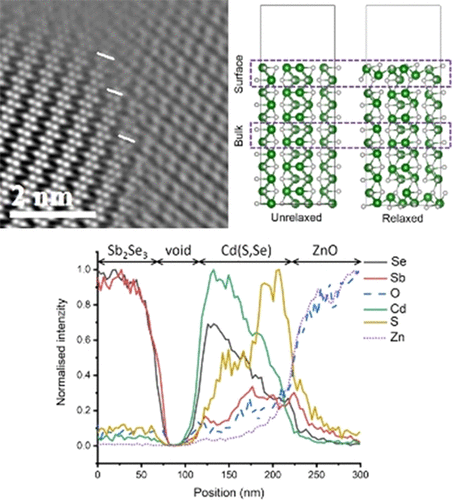 2 nm
Surface
Bulk
Unrelaxed
Relaxed
Sb2Se3
void
Cd(S,Se)
ZnO
Normalised intenzity
1.0
0.8
0.6
0.4
0.2
0.0
0
50
100
150
200
250
300
Position (nm)
Se
Sb
O
Cd
S
Zn